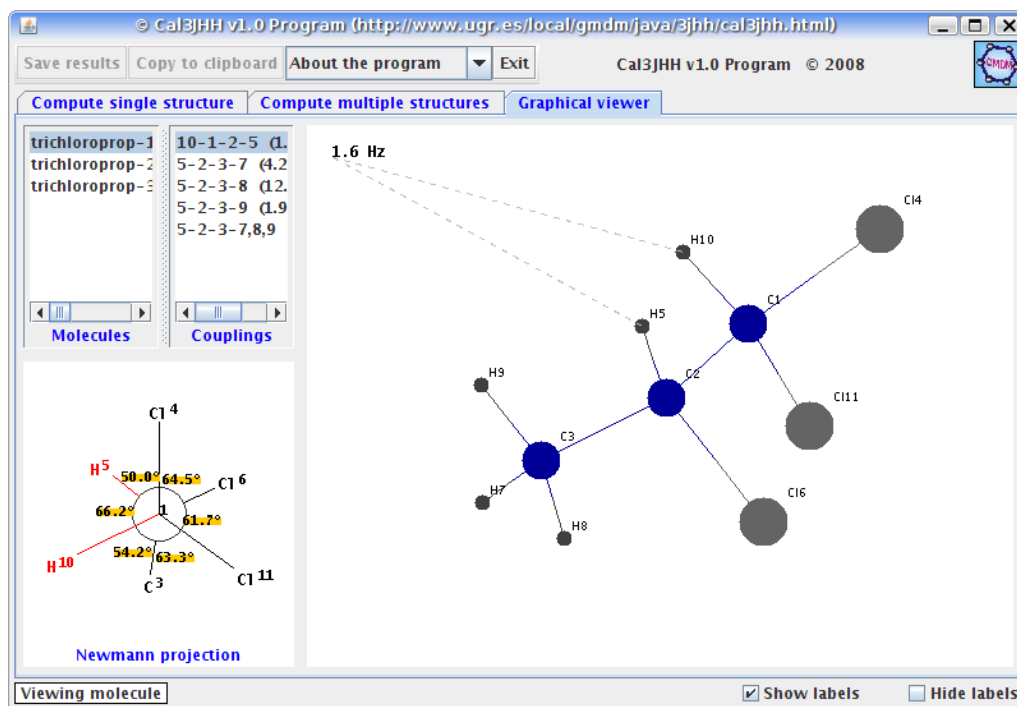 © Cal3JHH v1.0 Program (http://www.ugr.es/local/gmdm/java/3jhh/cal3jhh.html)
Save results Copy to clipboard About the program Exit Cal3JHH v1.0 Program © 2008 GMDM
Compute single structure Compute multiple structures Graphical viewer
trichloroprop-1
trichloroprop-2
trichloroprop-3
Molecules
10-1-2-5 (1.
5-2-3-7 (4.2
5-2-3-8 (12.
5-2-3-9 (1.9
5-2-3-7,8,9
Couplings
1.6 Hz
Cl4
H10
C1
H5
C2
H9
C3
Cl11
H7
Cl6
H8
Cl 4
H 5
50.0° 64.5°
Cl 6
66.2° 1 61.7°
54.2° 63.3°
H 10
C 3
Cl 11
Newmann projection
Viewing molecule Show labels Hide labels